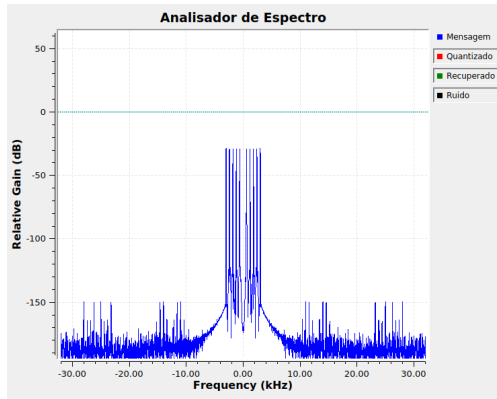 Analisador de Espectro
Mensagem
Quantizado
Recuperado
Ruido
Relative Gain (dB)
50
0
-50
-100
-150
-30.00 -20.00 -10.00 0.00 10.00 20.00 30.00
Frequency (kHz)